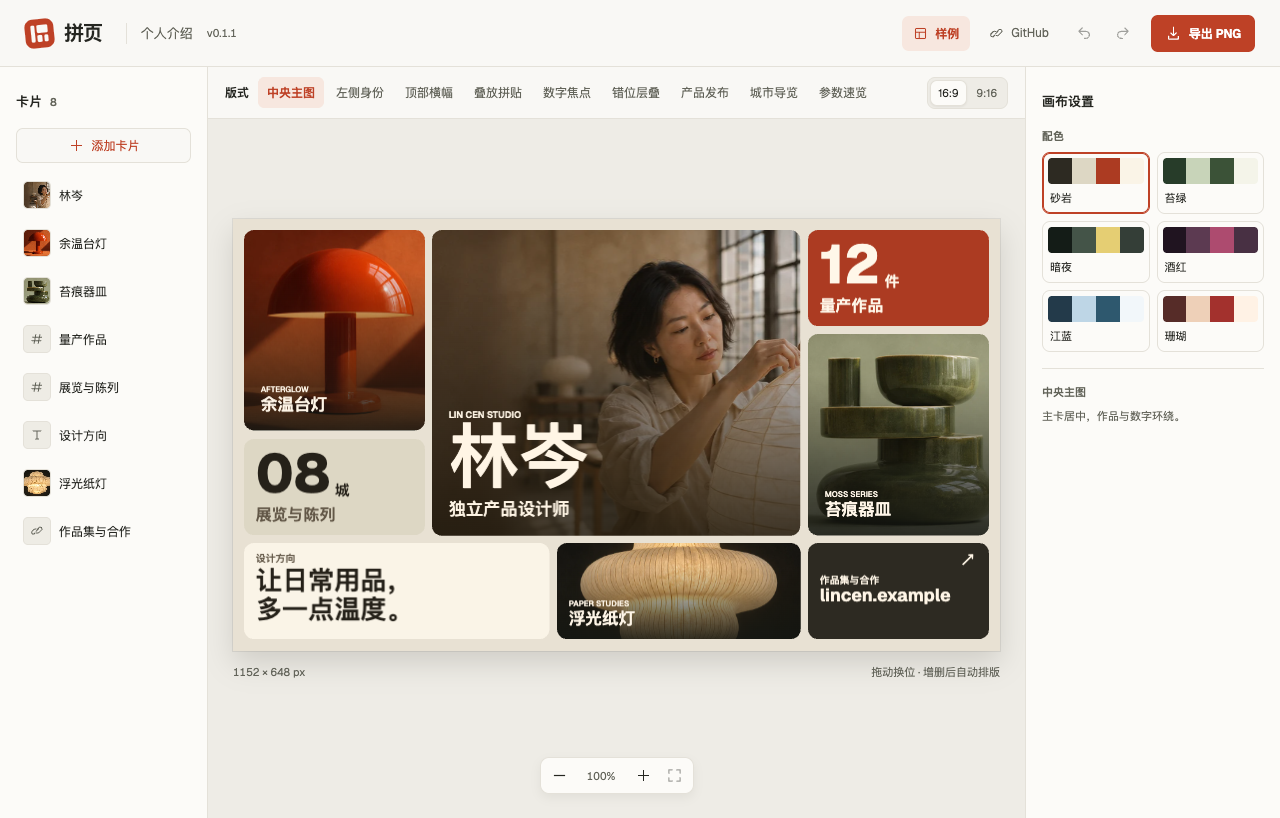 拼页
个人介绍
v0.1.1
样例
GitHub
导出 PNG
卡片 8
添加卡片
林岑
余温台灯
苔痕器皿
量产作品
展览与陈列
设计方向
浮光纸灯
作品集与合作
版式
中央主图
左侧身份
顶部横幅
叠放拼贴
数字焦点
错位层叠
产品发布
城市导览
参数速览
16:9
9:16
AFTERGLOW
余温台灯
LIN CEN STUDIO
林岑
独立产品设计师
12 件
量产作品
08 城
展览与陈列
MOSS SERIES
苔痕器皿
设计方向
让日常用品，
多一点温度。
PAPER STUDIES
浮光纸灯
作品集与合作
lincen.example
1152 × 648 px
拖动换位 · 增删后自动排版
100%
画布设置
配色
砂岩
苔绿
暗夜
酒红
江蓝
珊瑚
中央主图
主卡居中，作品与数字环绕。